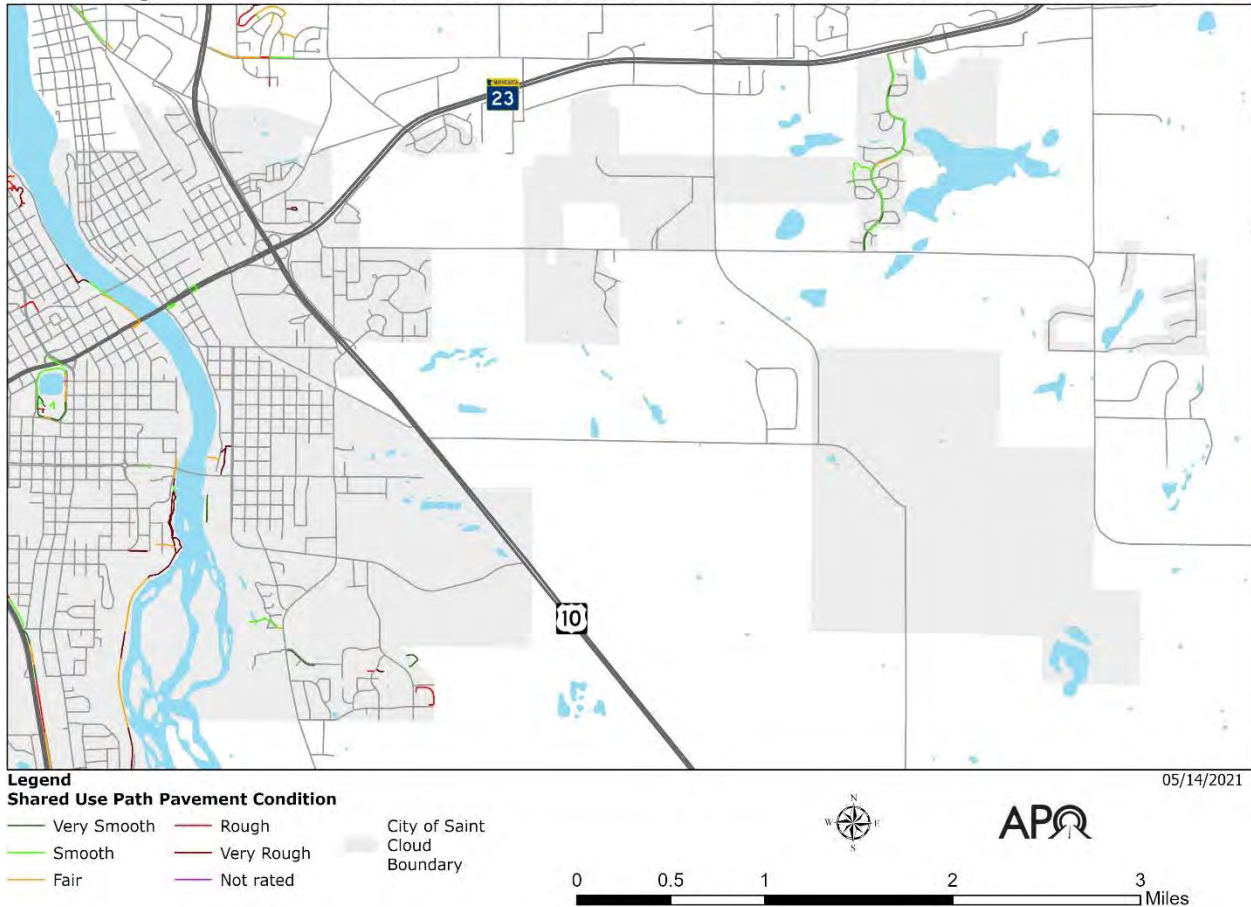 MINNESOTA
23
10
Legend
05/14/2021
Shared Use Path Pavement Condition
Very Smooth
Smooth
Fair
Rough
Very Rough
Not rated
City of Saint
Cloud
Boundary
N
W E
S
APO
0 0.5 1 2 3
Miles